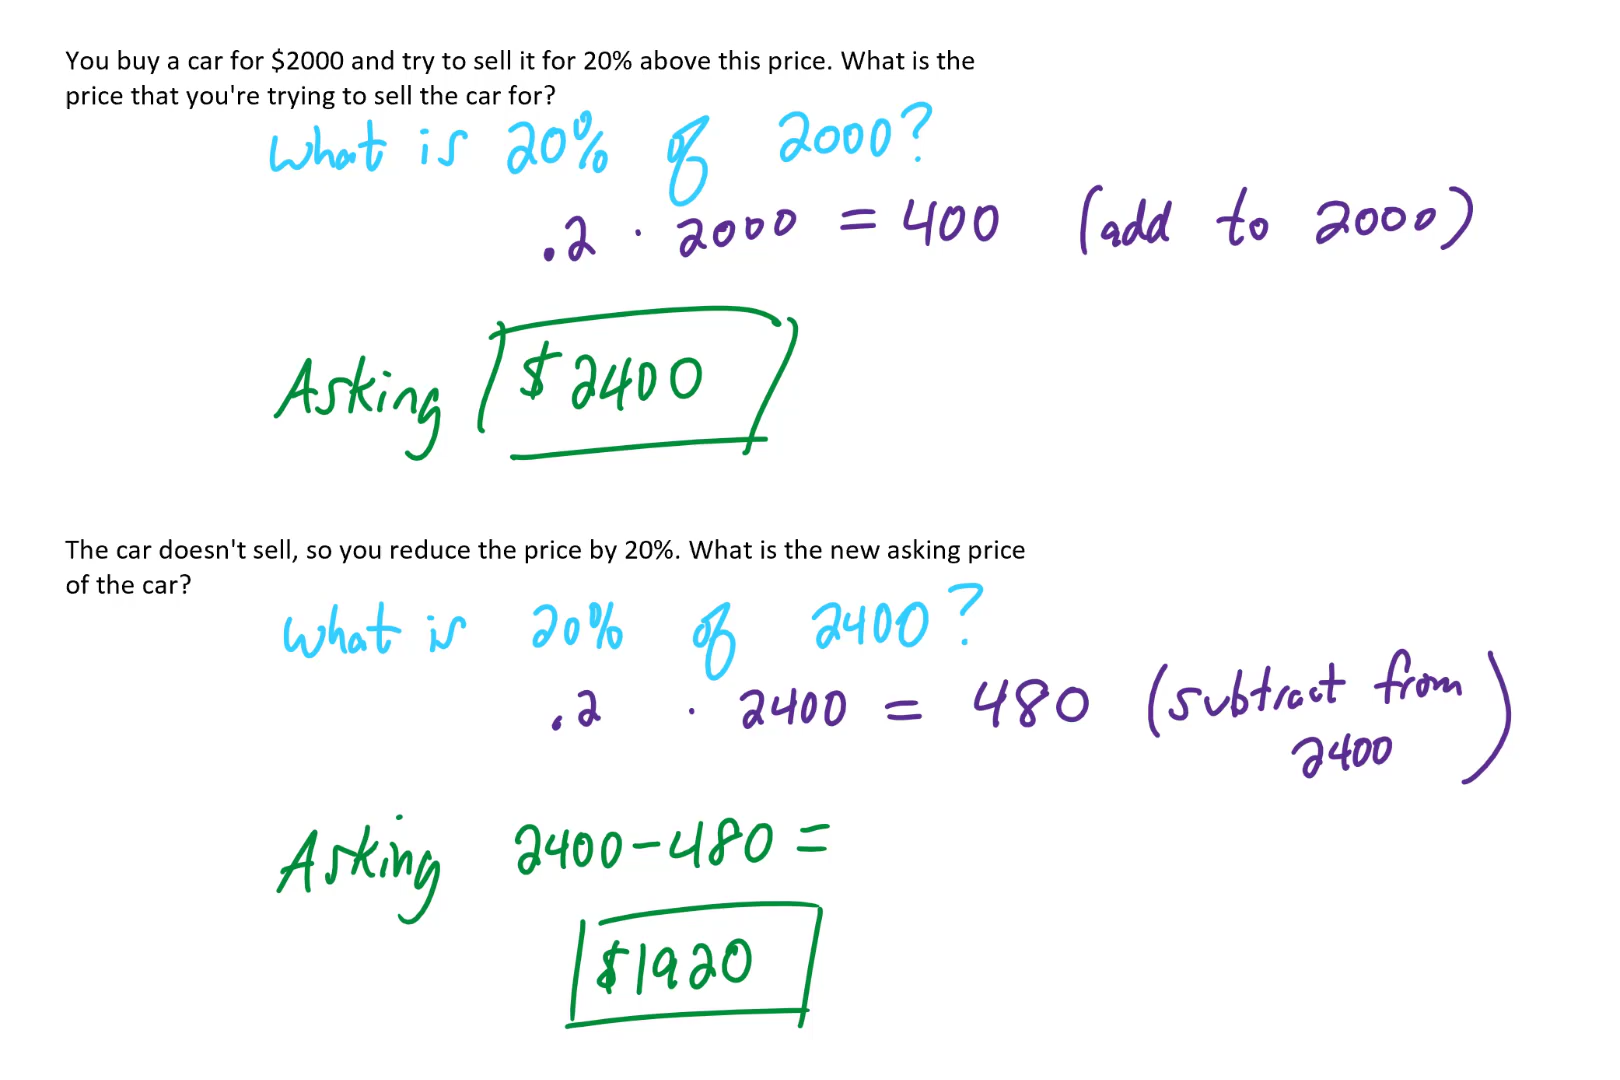 You buy a car for $2000 and try to sell it for 20% above this price. What is the
price that you're trying to sell the car for?
What is 20% of 2000?
.2 · 2000 = 400 (add to 2000)
Asking $2400
The car doesn't sell, so you reduce the price by 20%. What is the new asking price
of the car?
What is 20% of 2400?
.2 · 2400 = 480 (subtract from
2400)
Asking 2400-480=
$1920